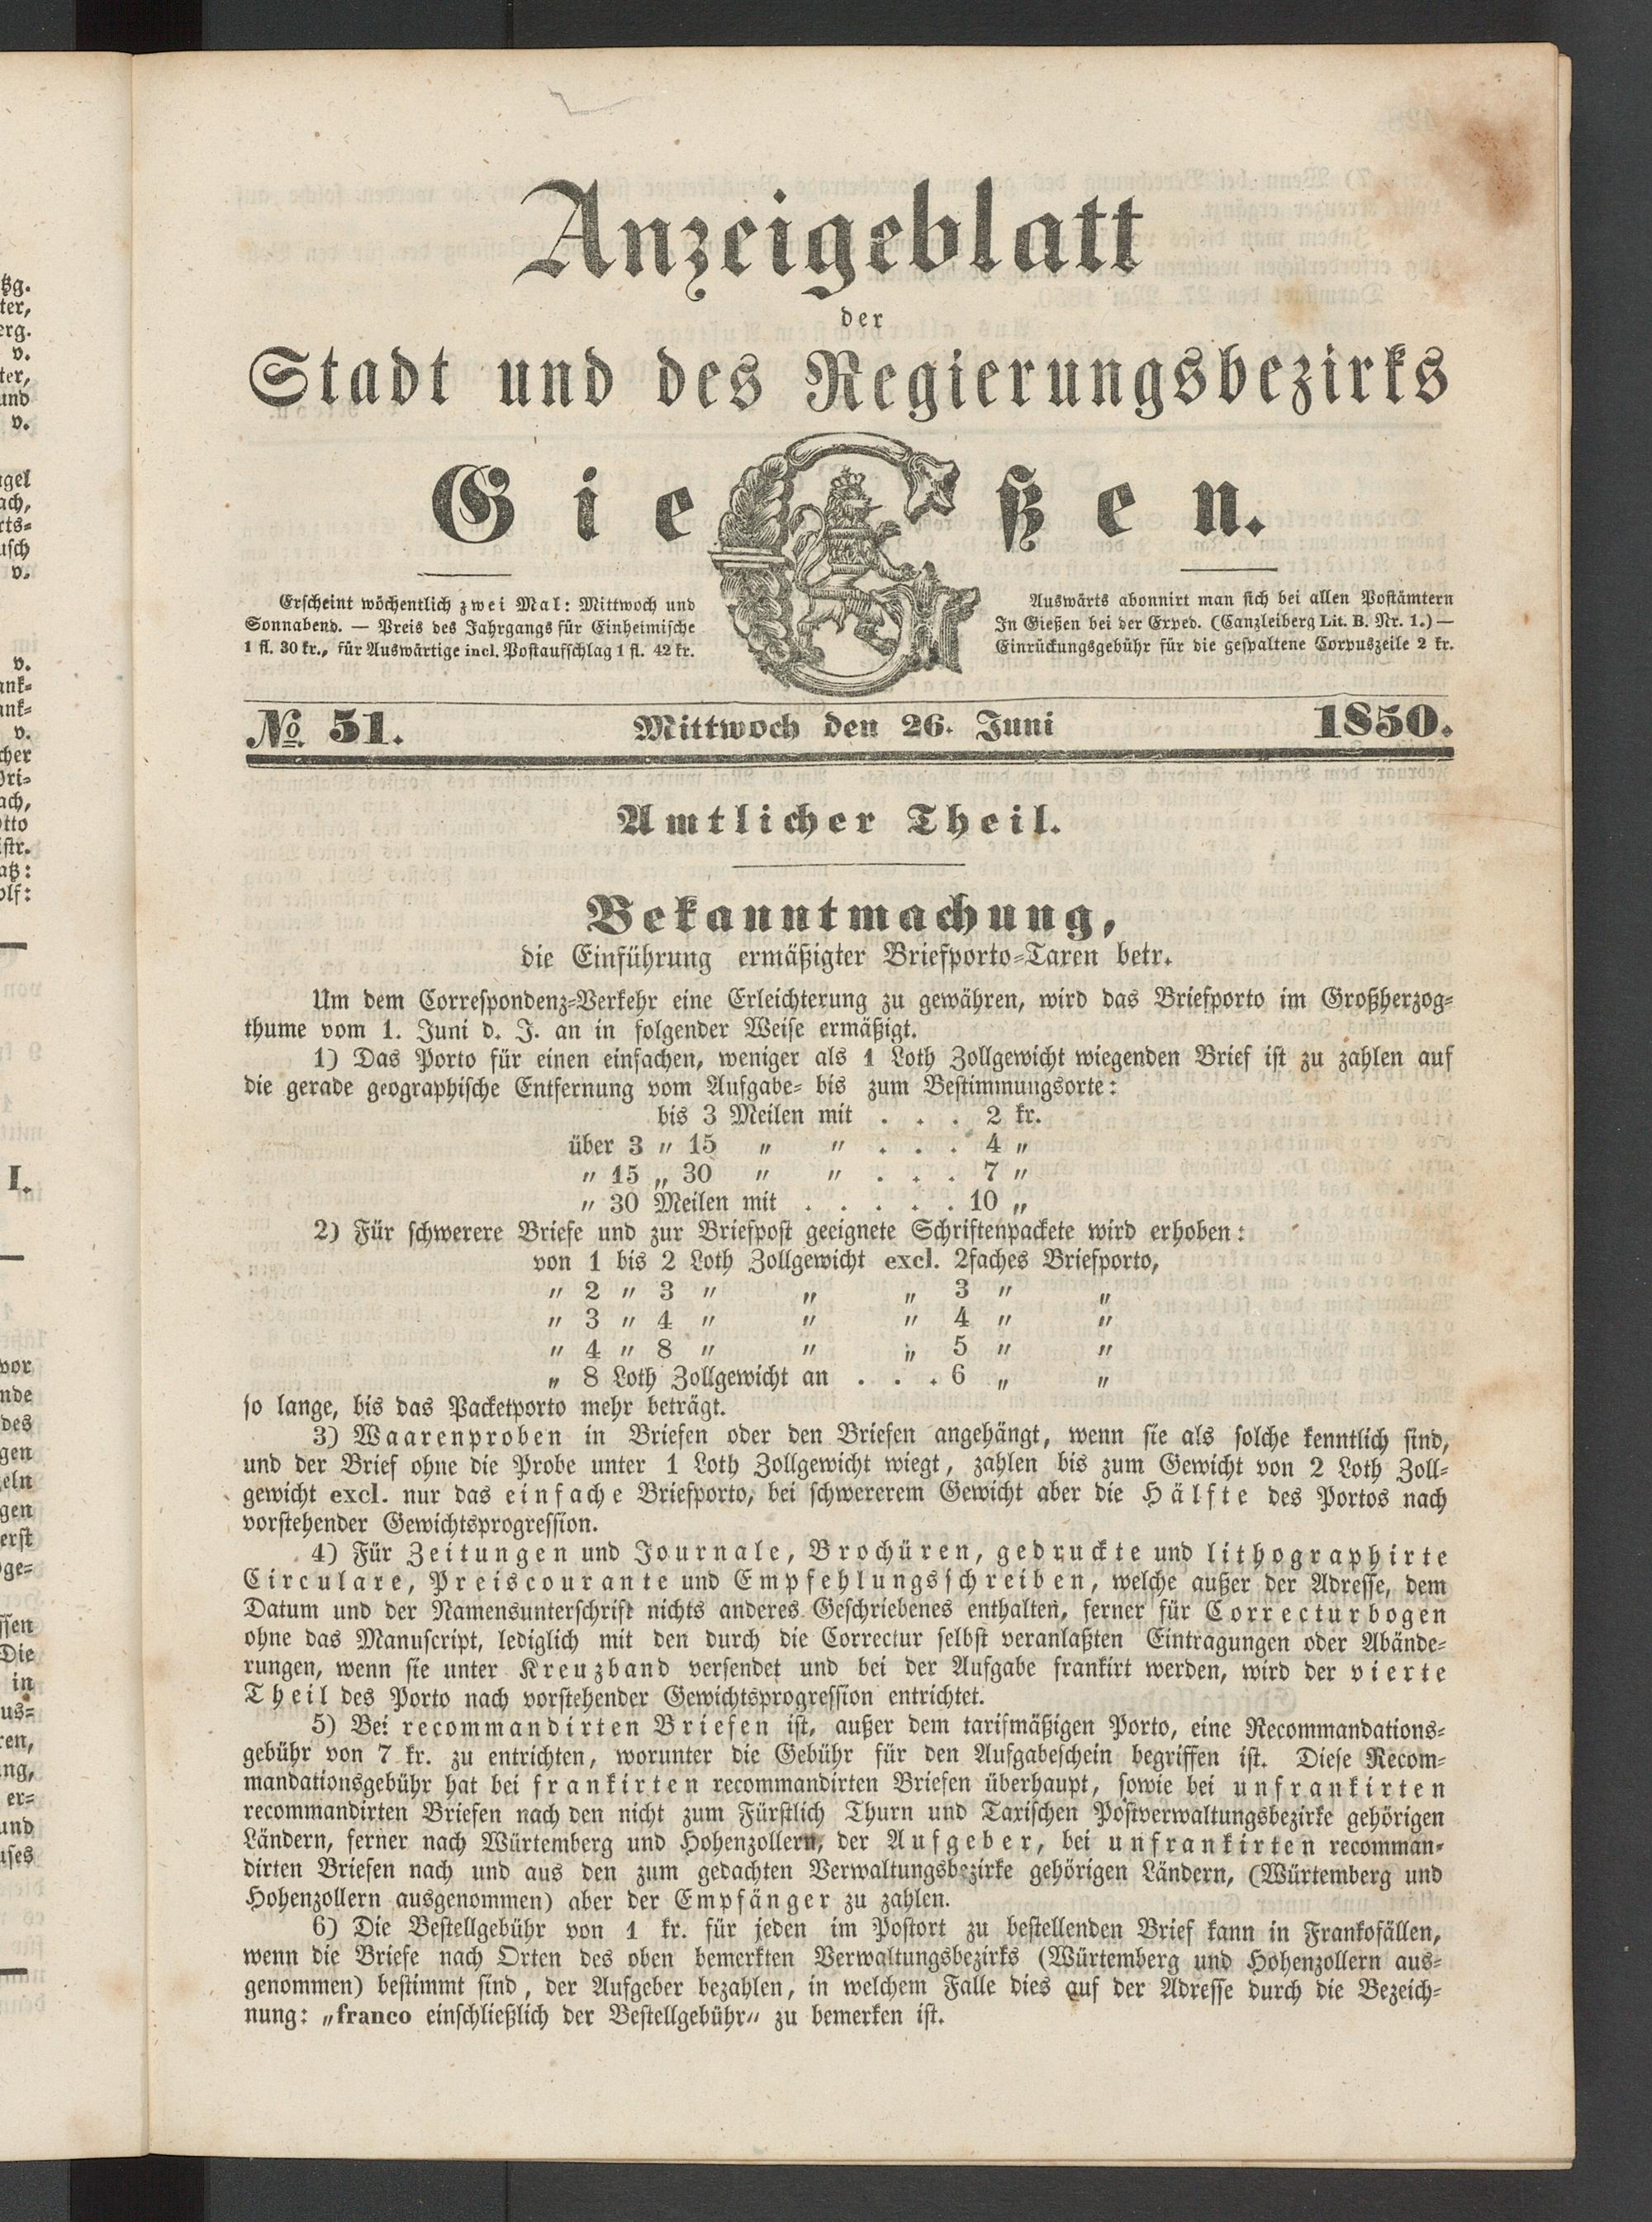 Anzeigeblatt
der
Stadt und des Regierungsbezirks
Gießen.
Erscheint wöchentlich zwei Mal: Mittwoch und
Sonnabend. — Preis des Jahrgangs für Einheimische
1 fl. 30 kr., für Auswärtige incl. Postaufschlag 1 fl. 42 kr.
Auswärts abonnirt man sich bei allen Postämtern
In Gießen bei der Exped. (Canzleiberg Lit. B. Nr. 1.) —
Einrückungsgebühr für die gespaltene Corpuszeile 2 kr.
No. 51. Mittwoch den 26. Juni 1850.
Amtlicher Theil.
Bekanntmachung,
die Einführung ermäßigter Briefporto-Taxen betr.
Um dem Correspondenz-Verkehr eine Erleichterung zu gewähren, wird das Briefporto im Großherzog-
thume vom 1. Juni d. J. an in folgender Weise ermäßigt.
1) Das Porto für einen einfachen, weniger als 1 Loth Zollgewicht wiegenden Brief ist zu zahlen auf
die gerade geographische Entfernung vom Aufgabe- bis zum Bestimmungsorte:
bis 3 Meilen mit . . . 2 kr.
über 3 „ 15 „ „ . . . 4 „
„ 15 „ 30 „ „ . . . 7 „
„ 30 Meilen mit . . . . . 10 „
2) Für schwerere Briefe und zur Briefpost geeignete Schriftenpackete wird erhoben:
von 1 bis 2 Loth Zollgewicht excl. 2faches Briefporto,
„ 2 „ 3 „ „ „ 3 „ „
„ 3 „ 4 „ „ „ 4 „ „
„ 4 „ 8 „ „ „ 5 „ „
„ 8 Loth Zollgewicht an . . . 6 „ „
so lange, bis das Packetporto mehr beträgt.
3) Waarenproben in Briefen oder den Briefen angehängt, wenn sie als solche kenntlich sind,
und der Brief ohne die Probe unter 1 Loth Zollgewicht wiegt, zahlen bis zum Gewicht von 2 Loth Zoll-
gewicht excl. nur das einfache Briefporto, bei schwererem Gewicht aber die Hälfte des Portos nach
vorstehender Gewichtsprogression.
4) Für Zeitungen und Journale, Brochüren, gedruckte und lithographirte
Circulare, Preiscourante und Empfehlungsschreiben, welche außer der Adresse, dem
Datum und der Namensunterschrift nichts anderes Geschriebenes enthalten, ferner für Correcturbogen
ohne das Manuscript, lediglich mit den durch die Correctur selbst veranlaßten Eintragungen oder Abände-
rungen, wenn sie unter Kreuzband versendet und bei der Aufgabe frankirt werden, wird der vierte
Theil des Porto nach vorstehender Gewichtsprogression entrichtet.
5) Bei recommandirten Briefen ist, außer dem tarifmäßigen Porto, eine Recommandations-
gebühr von 7 kr. zu entrichten, worunter die Gebühr für den Aufgabeschein begriffen ist. Diese Recom-
mandationsgebühr hat bei frankirten recommandirten Briefen überhaupt, sowie bei unfrankirten
recommandirten Briefen nach den nicht zum Fürstlich Thurn und Taxischen Postverwaltungsbezirke gehörigen
Ländern, ferner nach Würtemberg und Hohenzollern, der Aufgeber, bei unfrankirten recomman-
dirten Briefen nach und aus den zum gedachten Verwaltungsbezirke gehörigen Ländern, (Würtemberg und
Hohenzollern ausgenommen) aber der Empfänger zu zahlen.
6) Die Bestellgebühr von 1 kr. für jeden im Postort zu bestellenden Brief kann in Frankofällen,
wenn die Briefe nach Orten des oben bemerkten Verwaltungsbezirks (Würtemberg und Hohenzollern aus-
genommen) bestimmt sind, der Aufgeber bezahlen, in welchem Falle dies auf der Adresse durch die Bezeich-
nung: „franco einschließlich der Bestellgebühr“ zu bemerken ist.